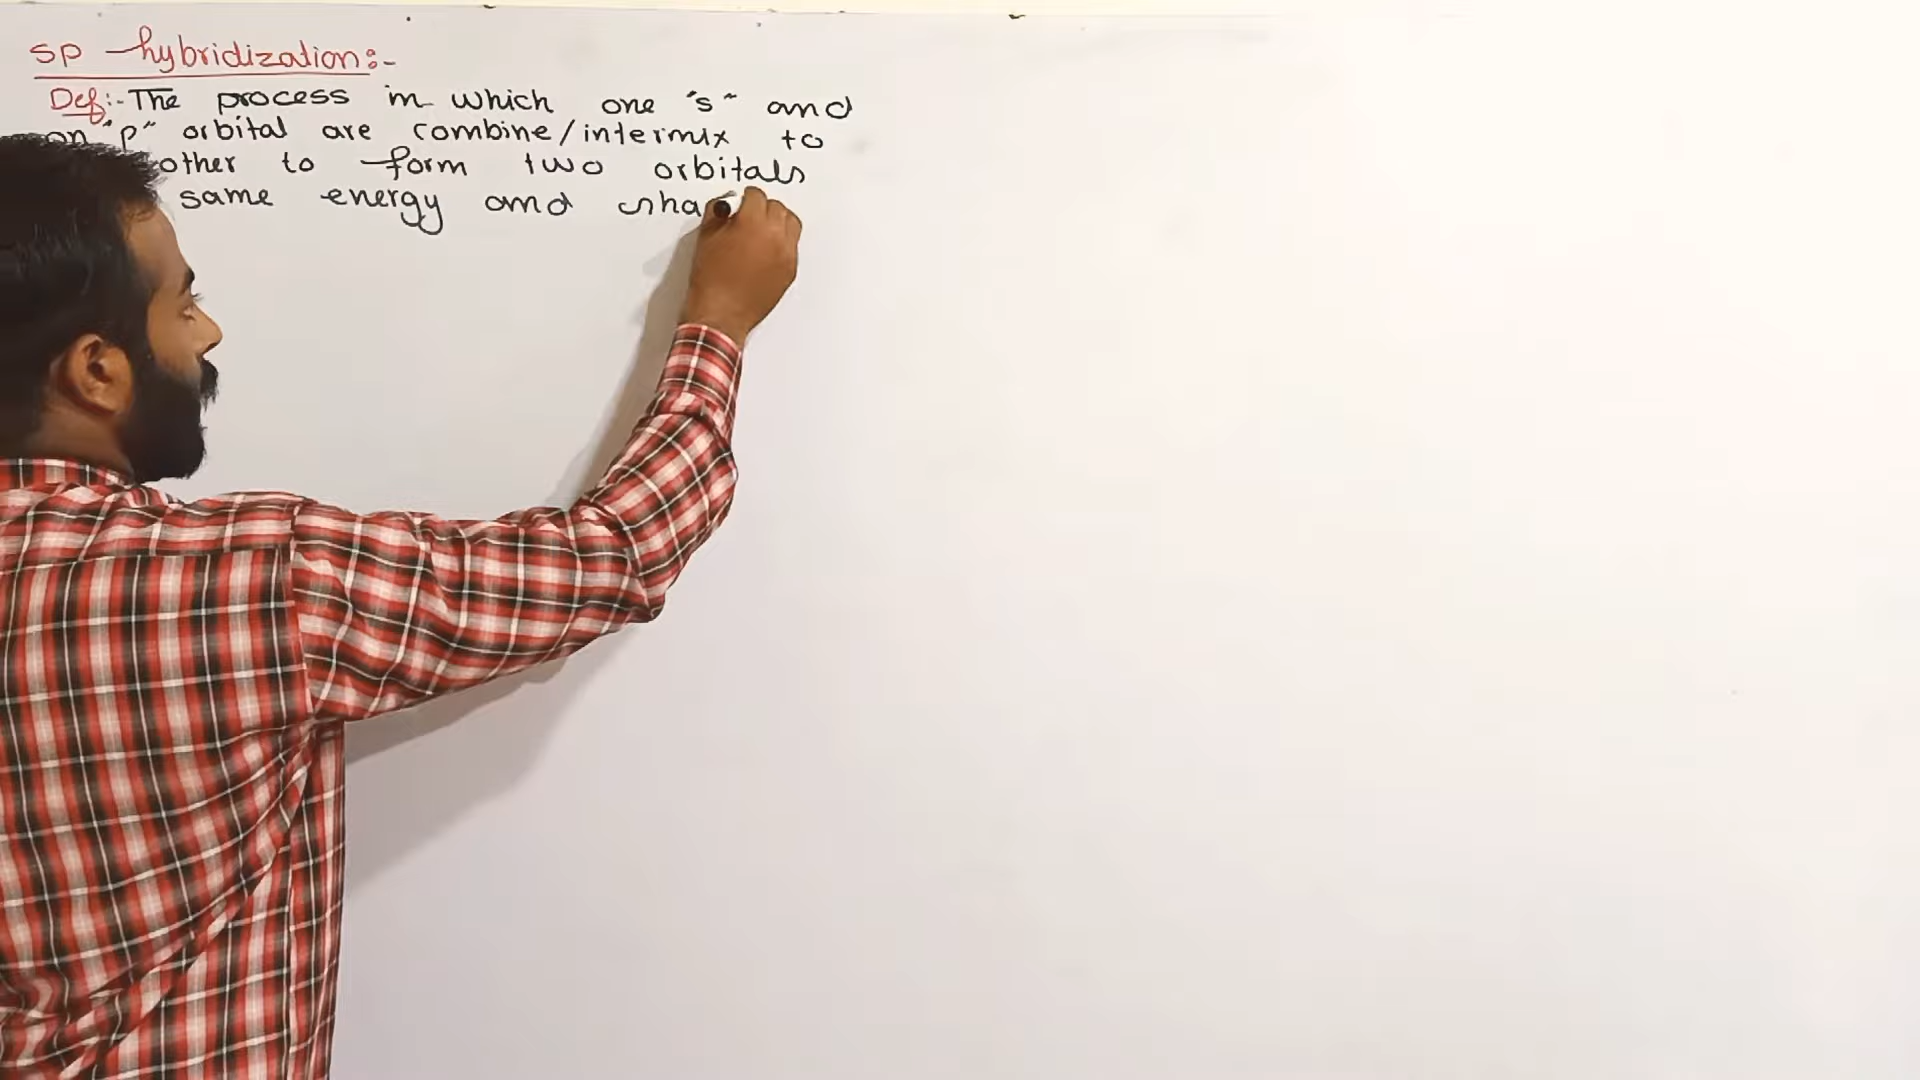 sp hybridization:-
Def:- The process in which one "s" and
on "p" orbital are combine/intermix to
other to form two orbitals
same energy and sha